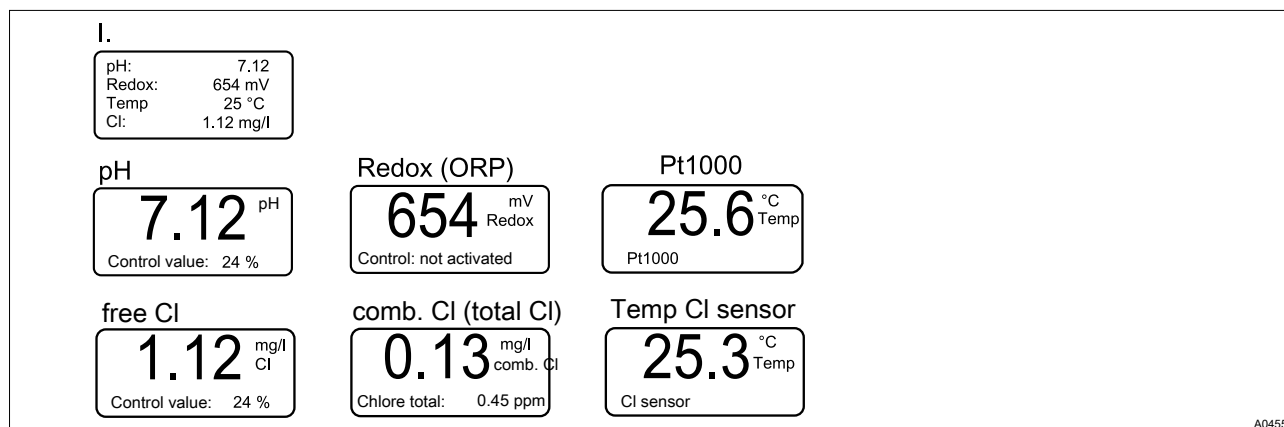 I.
pH: 7.12
Redox: 654 mV
Temp 25 °C
Cl: 1.12 mg/l
pH
7.12 pH
Control value: 24 %
Redox (ORP)
654 mV
Redox
Control: not activated
Pt1000
25.6 °C
Temp
Pt1000
free Cl
1.12 mg/l
Cl
Control value: 24 %
comb. Cl (total Cl)
0.13 mg/l
comb. Cl
Chlore total: 0.45 ppm
Temp Cl sensor
25.3 °C
Temp
Cl sensor